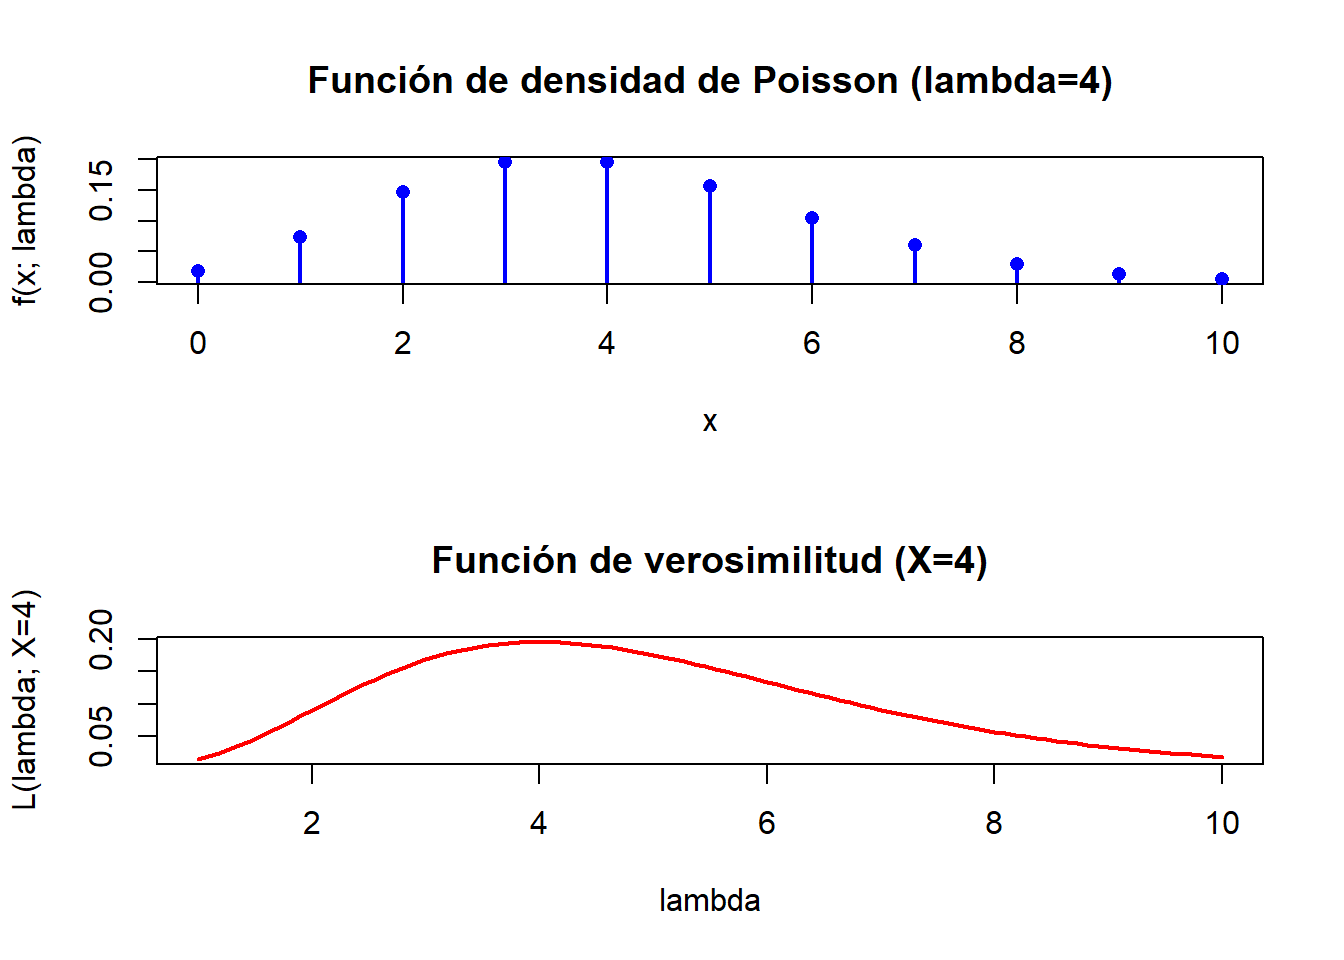 Función de densidad de Poisson (lambda=4)
f(x; lambda)
0.15
0.00
0 2 4 6 8 10
x
Función de verosimilitud (X=4)
L(lambda; X=4)
0.20
0.05
2 4 6 8 10
lambda